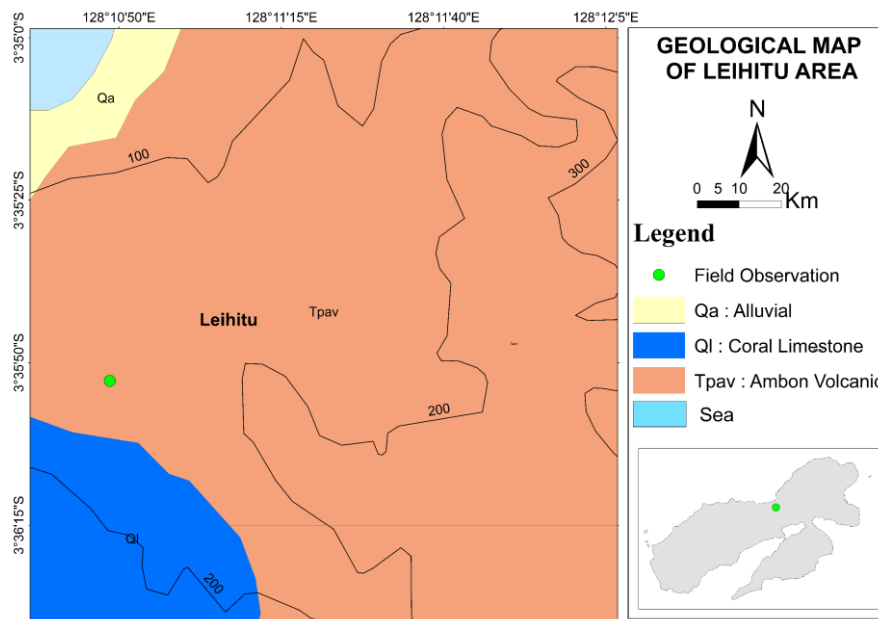 128°10'50"E 128°11'15"E 128°11'40"E 128°12'5"E
3°35'0"S
3°35'25"S
3°35'50"S
3°36'15"S
Qa
100
300
Leihitu
Tpav
200
Ql
200
GEOLOGICAL MAP
OF LEIHITU AREA
N
0 5 10 20
Km
Legend
Field Observation
Qa : Alluvial
Ql : Coral Limestone
Tpav : Ambon Volcanic
Sea